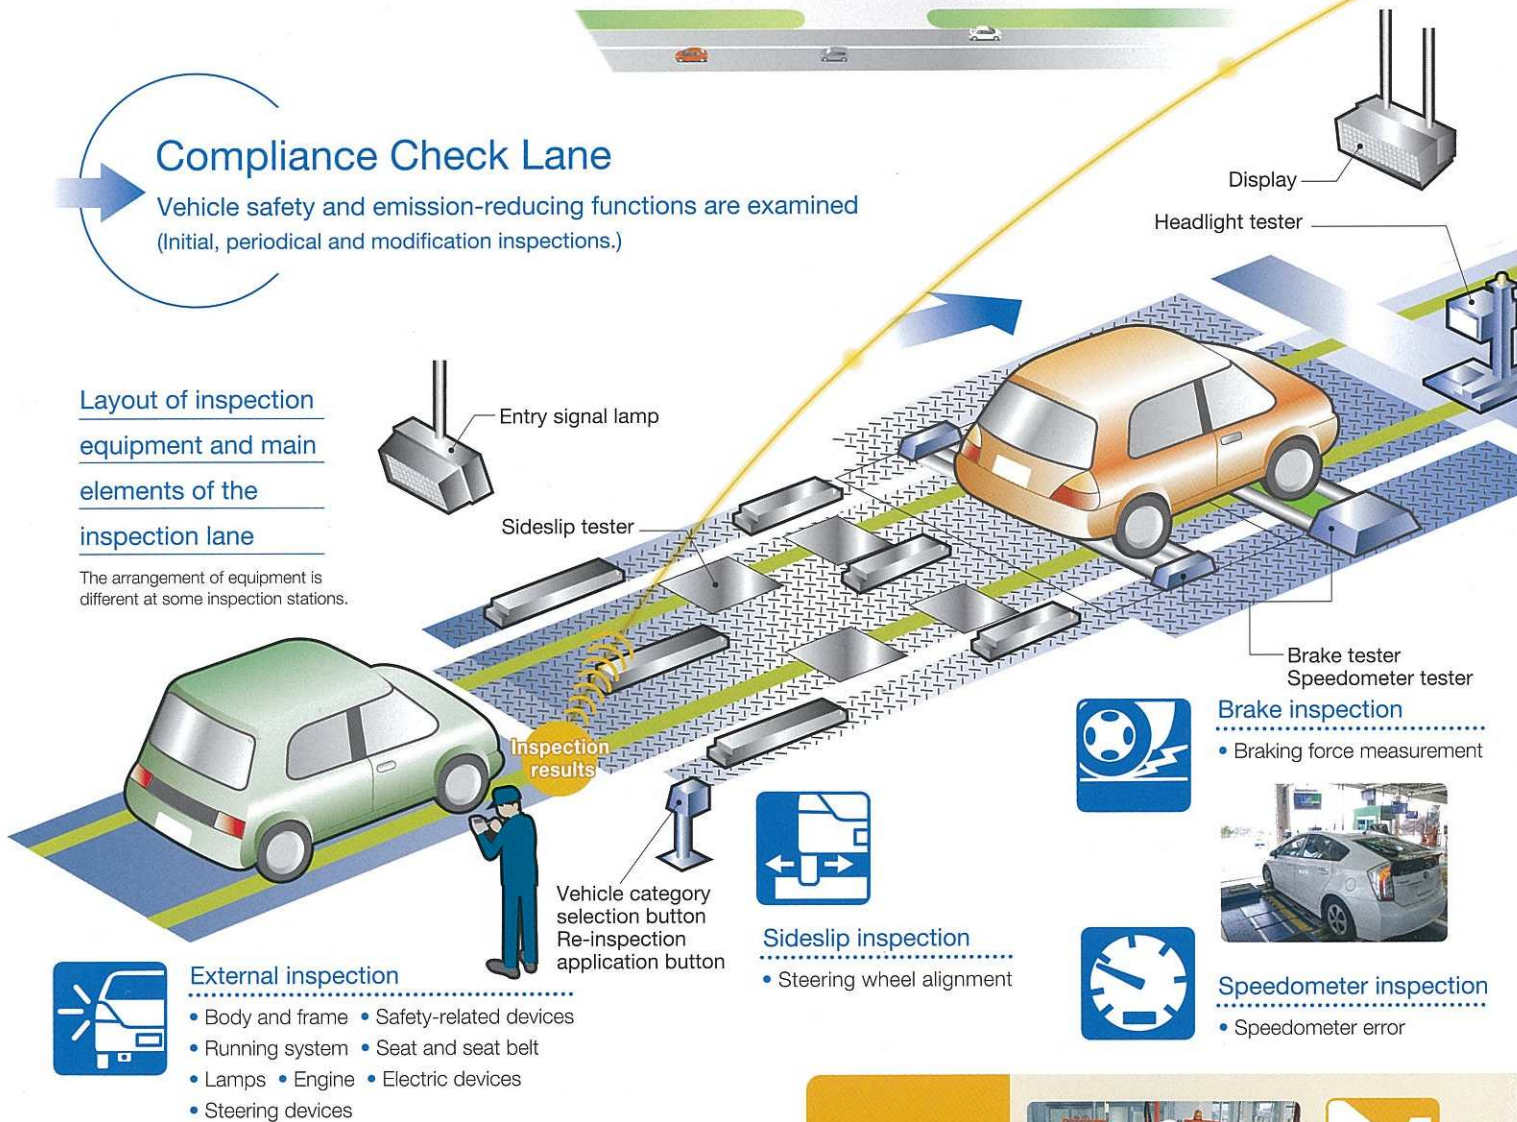 Compliance Check Lane
Vehicle safety and emission-reducing functions are examined
(Initial, periodical and modification inspections.)
Display
Headlight tester
Layout of inspection
equipment and main
elements of the
inspection lane
The arrangement of equipment is
different at some inspection stations.
Entry signal lamp
Sideslip tester
Brake tester
Speedometer tester
Inspection
results
Vehicle category
selection button
Re-inspection
application button
External inspection
• Body and frame • Safety-related devices
• Running system • Seat and seat belt
• Lamps • Engine • Electric devices
• Steering devices
Sideslip inspection
• Steering wheel alignment
Brake inspection
• Braking force measurement
Speedometer inspection
• Speedometer error